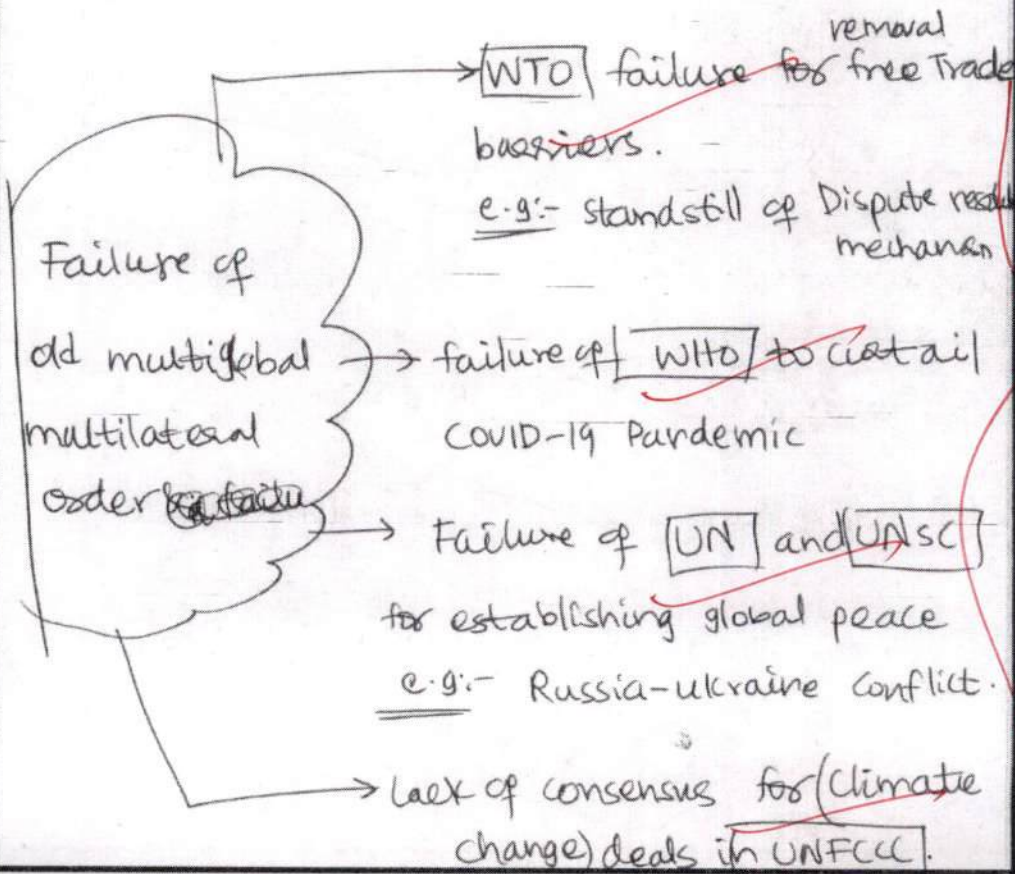 removal
WTO failure for free Trade
barriers.
e.g:- standstill of Dispute resolu
mechanism
Failure of
old multiglobal
multilateral
order
→ failure of WHO to curtail
COVID-19 Pandemic
→ Failure of UN and UNSC
for establishing global peace
e.g:- Russia-ukraine conflict.
→ Lack of consensus for (Climate
change) deals in UNFCCC.